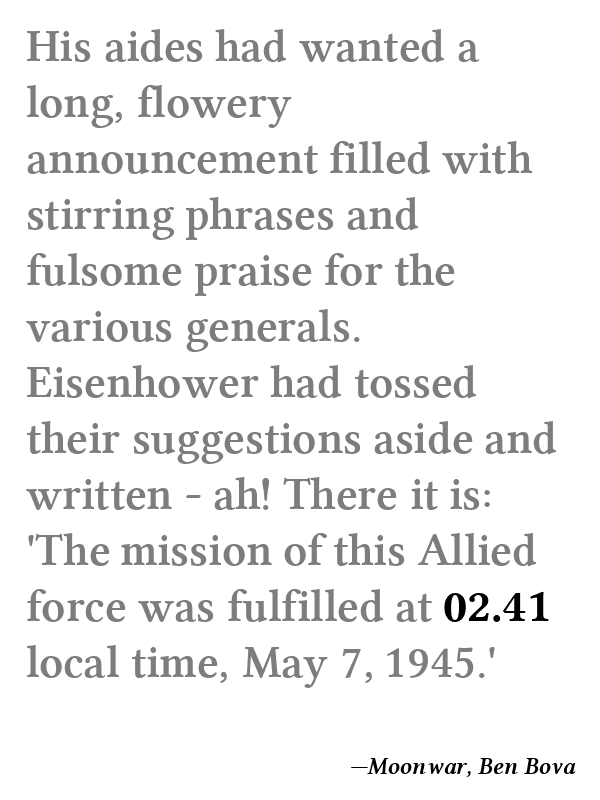 His aides had wanted a
long, flowery
announcement filled with
stirring phrases and
fulsome praise for the
various generals.
Eisenhower had tossed
their suggestions aside and
written – ah! There it is:
'The mission of this Allied
force was fulfilled at 02.41
local time, May 7, 1945.'
—Moonwar, Ben Bova